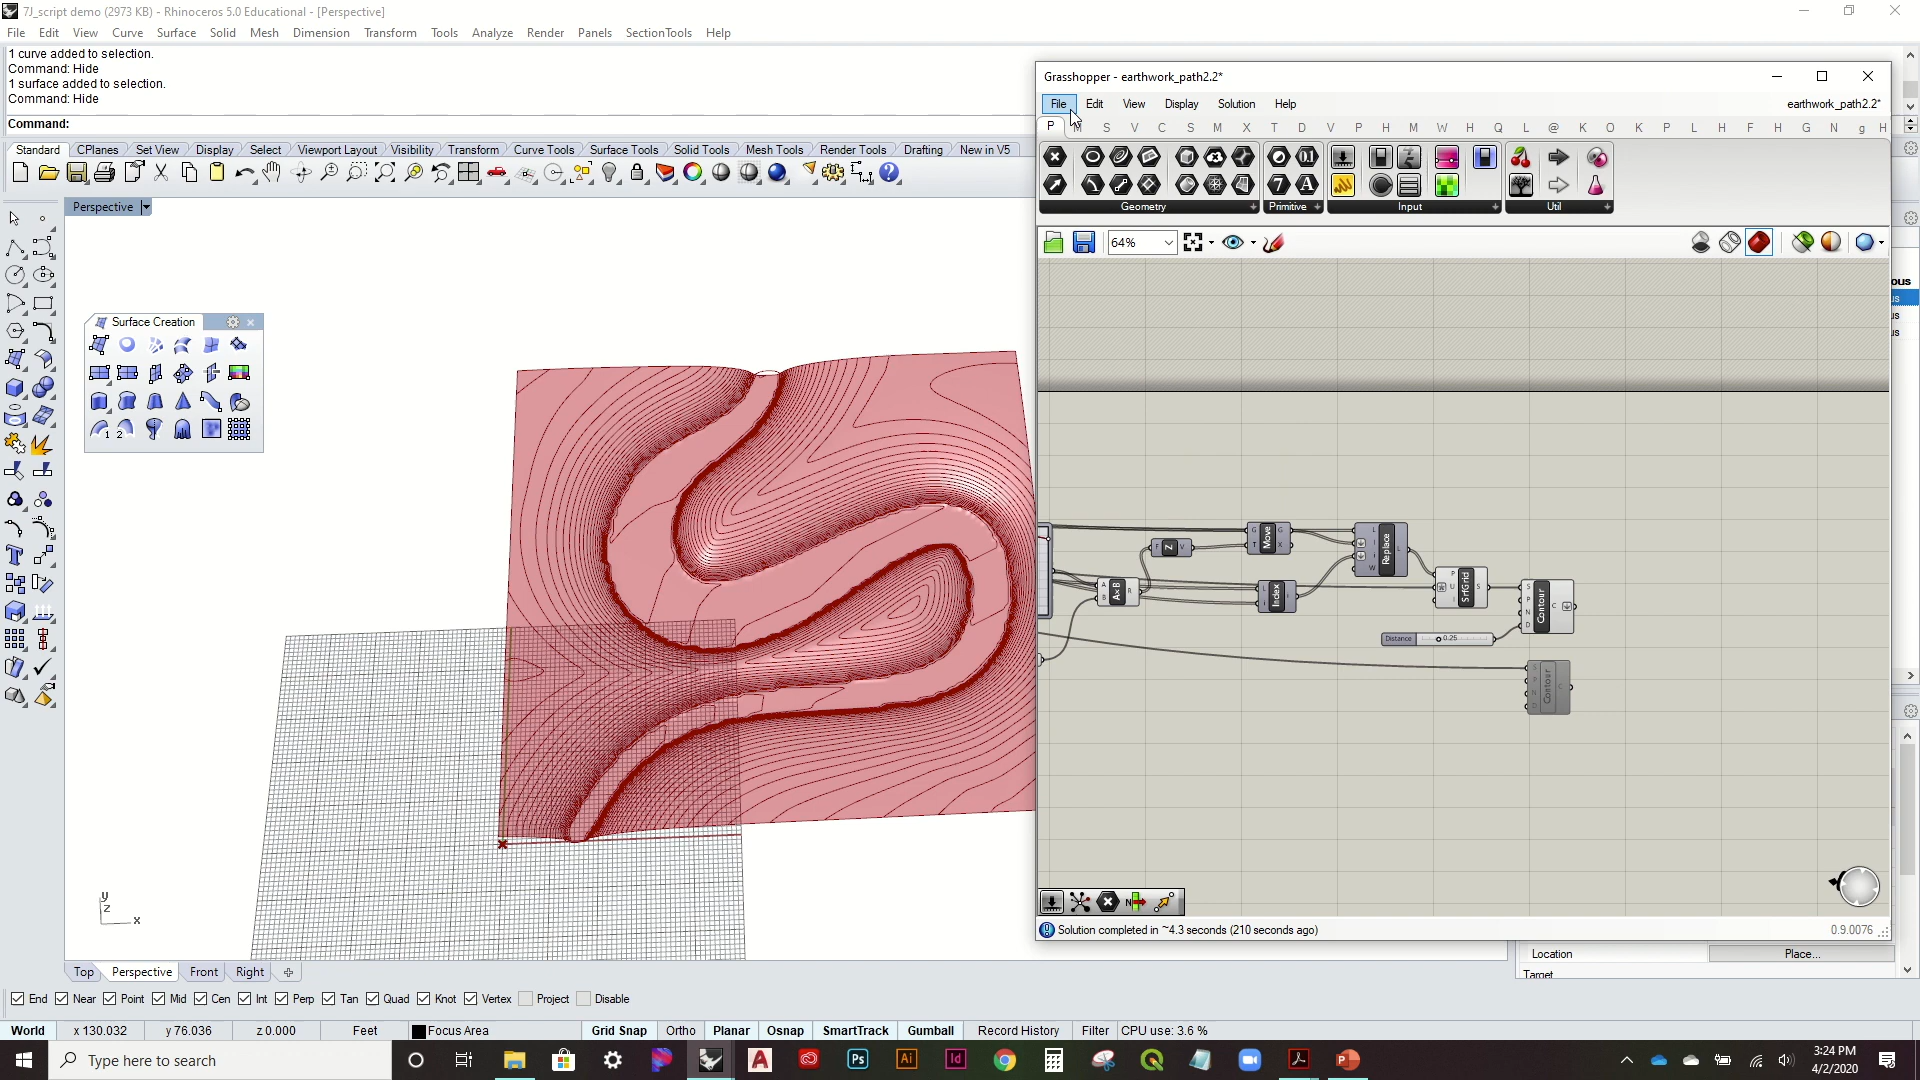 7J_script demo (2973 KB) - Rhinoceros 5.0 Educational - [Perspective]
File Edit View Curve Surface Solid Mesh Dimension Transform Tools Analyze Render Panels SectionTools Help
1 curve added to selection.
Command: Hide
1 surface added to selection.
Command: Hide
Command:
Standard CPlanes Set View Display Select Viewport Layout Visibility Transform Curve Tools Surface Tools Solid Tools Mesh Tools Render Tools Drafting New in V5
Perspective
Surface Creation
Grasshopper - earthwork_path2.2*
File Edit View Display Solution Help earthwork_path2.2*
P M S V C S M X T D V P H M W H Q L @ K O K P L H F H G N g H
Geometry Primitive Input Util
64%
ous
us
us
Move
Replace
Z
A×B
Index
SrfGrid
Contour
Distance 0.25
Contour
Solution completed in ~4.3 seconds (210 seconds ago) 0.9.0076
Location Place...
Target
y
z x
Top Perspective Front Right
End Near Point Mid Cen Int Perp Tan Quad Knot Vertex Project Disable
World x 130.032 y 76.036 z 0.000 Feet Focus Area Grid Snap Ortho Planar Osnap SmartTrack Gumball Record History Filter CPU use: 3.6 %
Type here to search
3:24 PM
4/2/2020